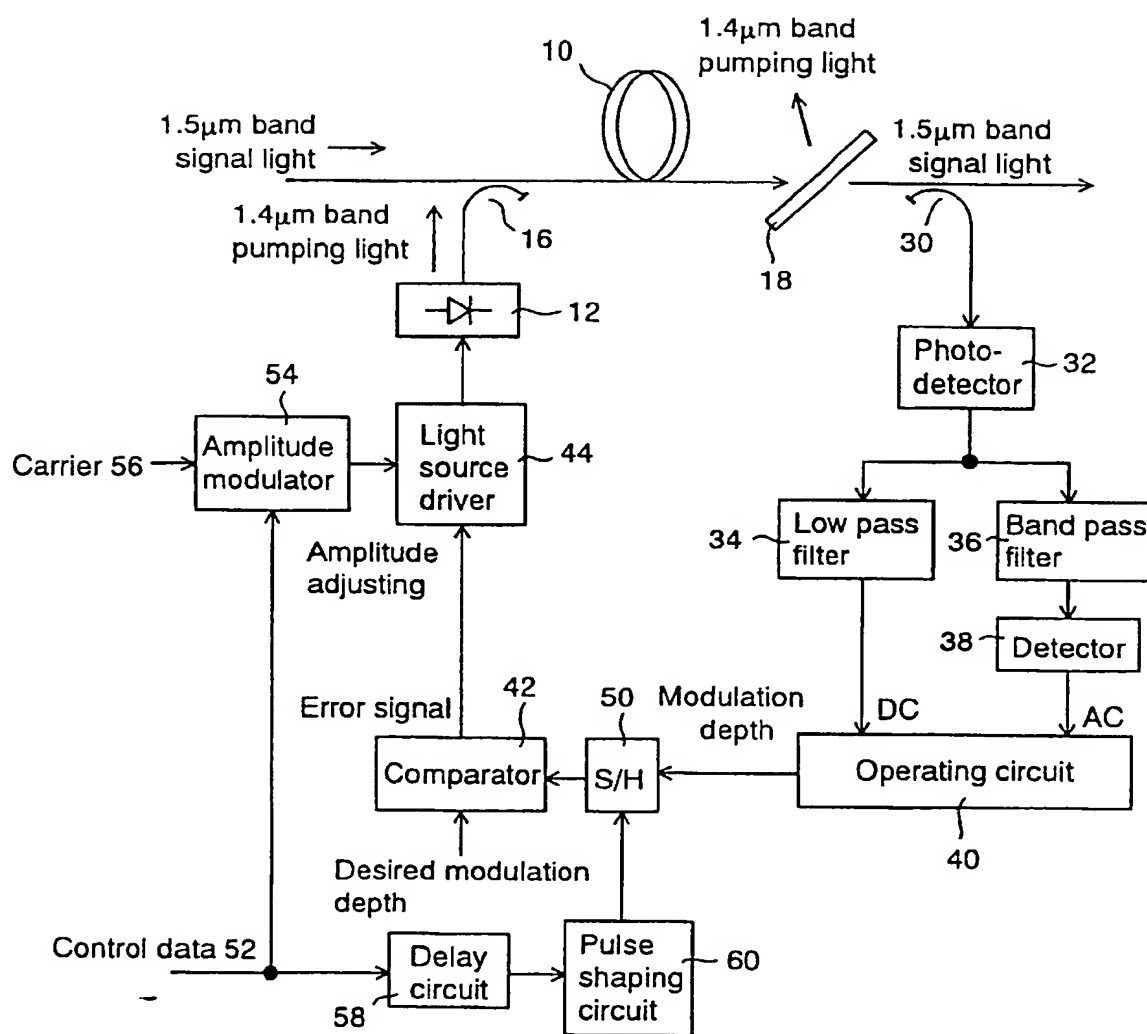 1.4μm band
pumping light
10
1.5μm band
signal light
1.5μm band
signal light
1.4μm band
pumping light
16
18
30
12
Photo-
detector
32
54
Amplitude
modulator
Light
source
driver
44
Carrier 56
34
Low pass
filter
36
Band pass
filter
Amplitude
adjusting
38
Detector
Error signal
42
50
Modulation
depth
DC
AC
Comparator
S/H
Operating circuit
40
Desired modulation
depth
Control data 52
Delay
circuit
58
Pulse
shaping
circuit
60